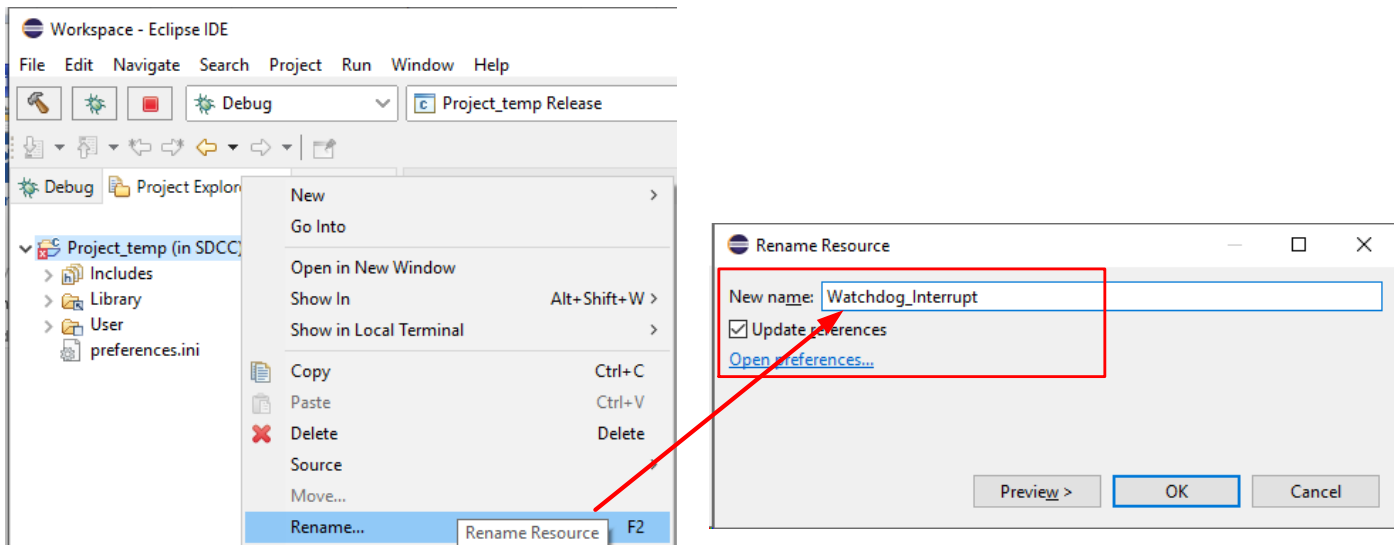 Workspace - Eclipse IDE
File Edit Navigate Search Project Run Window Help
Debug
Project_temp Release
Debug Project Explor
Project_temp (in SDCC)
Includes
Library
User
preferences.ini
New
Go Into
Open in New Window
Show In Alt+Shift+W >
Show in Local Terminal
Copy Ctrl+C
Paste Ctrl+V
Delete Delete
Source
Move...
Rename... F2
Rename Resource
Rename Resource
New name: Watchdog_Interrupt
Update references
Open preferences...
Preview > OK Cancel